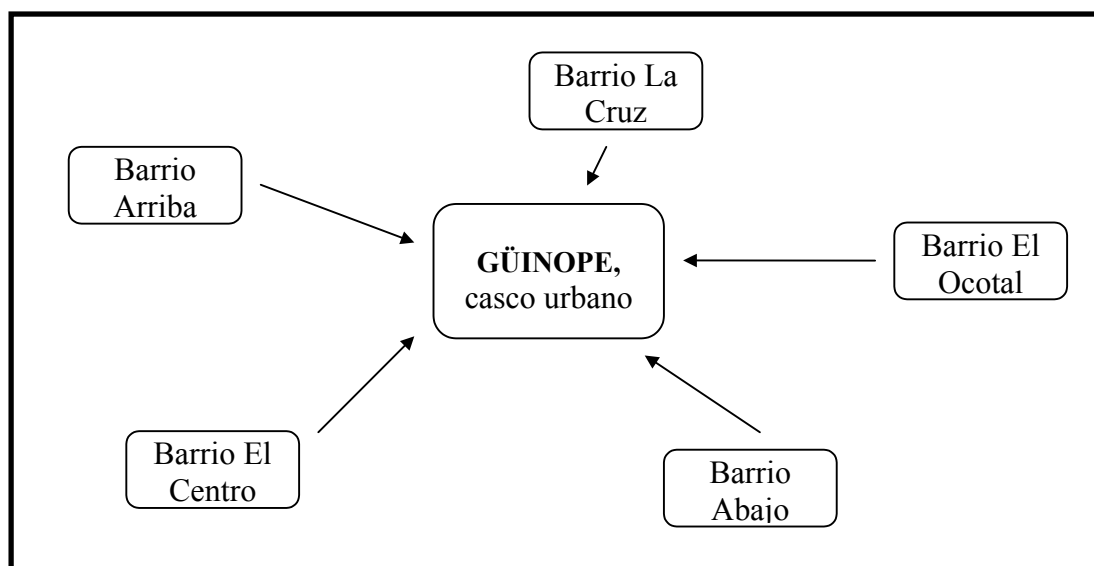 Barrio La
Cruz
Barrio
Arriba
GÜINOPE,
casco urbano
Barrio El
Ocotal
Barrio El
Centro
Barrio
Abajo